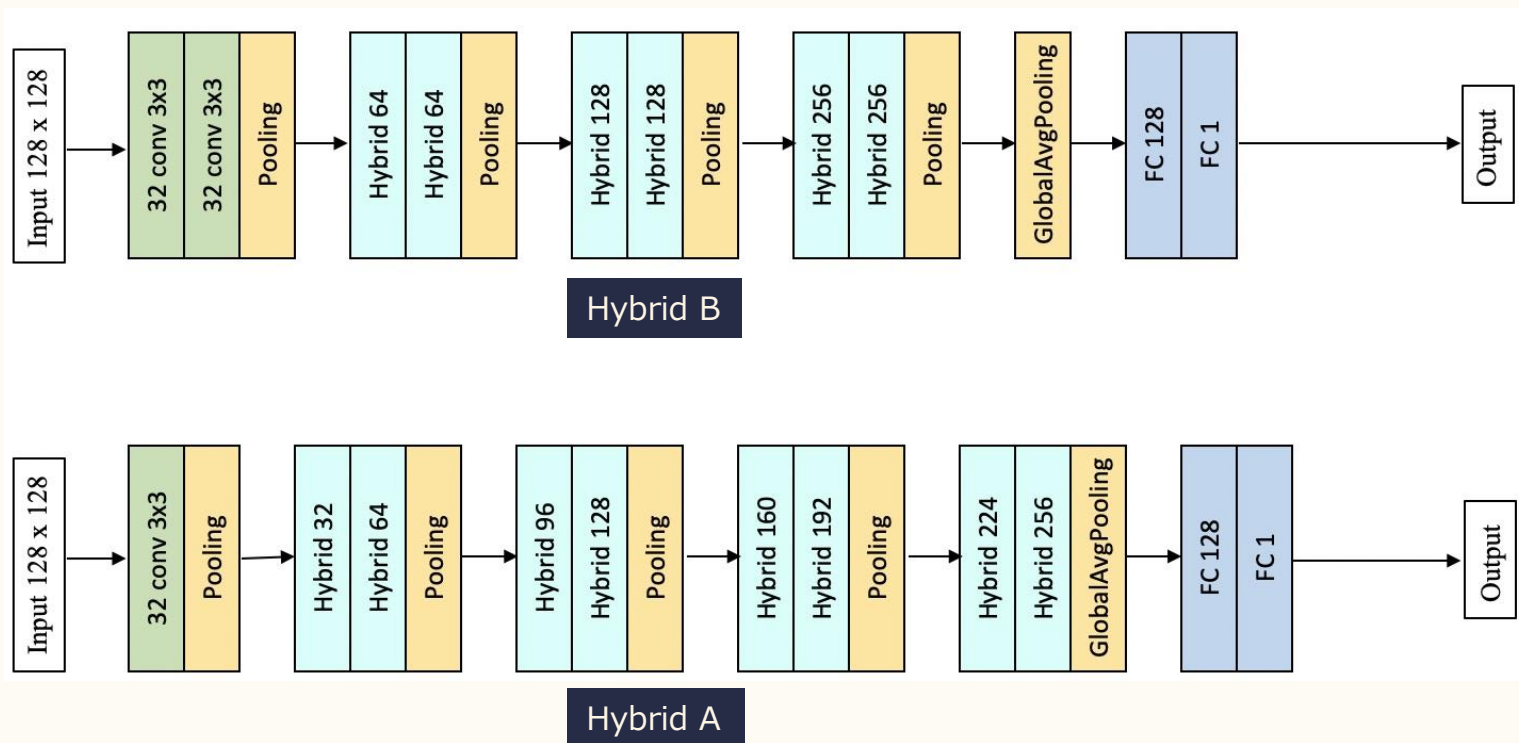 Input 128 x 128
32 conv 3x3
32 conv 3x3
Pooling
Hybrid 64
Hybrid 64
Pooling
Hybrid 128
Hybrid 128
Pooling
Hybrid 256
Hybrid 256
Pooling
GlobalAvgPooling
FC 128
FC 1
Output
Hybrid B
Input 128 x 128
32 conv 3x3
Pooling
Hybrid 32
Hybrid 64
Pooling
Hybrid 96
Hybrid 128
Pooling
Hybrid 160
Hybrid 192
Pooling
Hybrid 224
Hybrid 256
GlobalAvgPooling
FC 128
FC 1
Output
Hybrid A